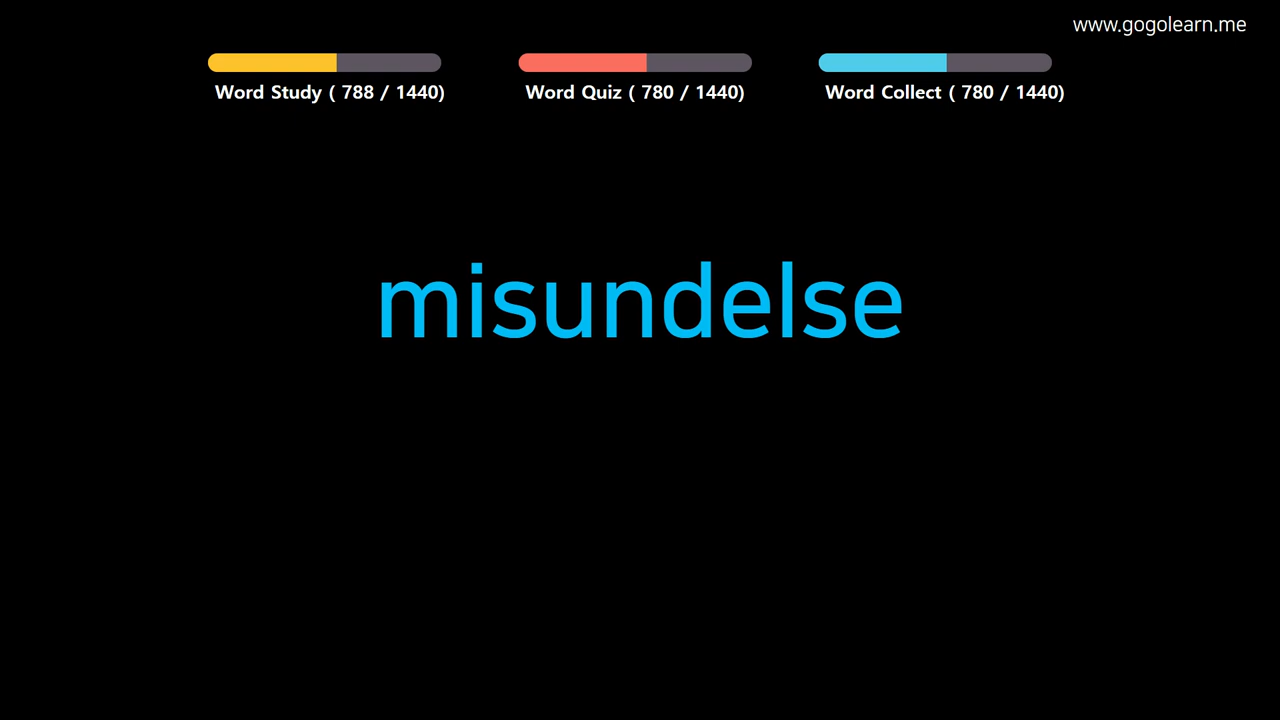 www.gogolearn.me
Word Study ( 788 / 1440)
Word Quiz ( 780 / 1440)
Word Collect ( 780 / 1440)
misundelse